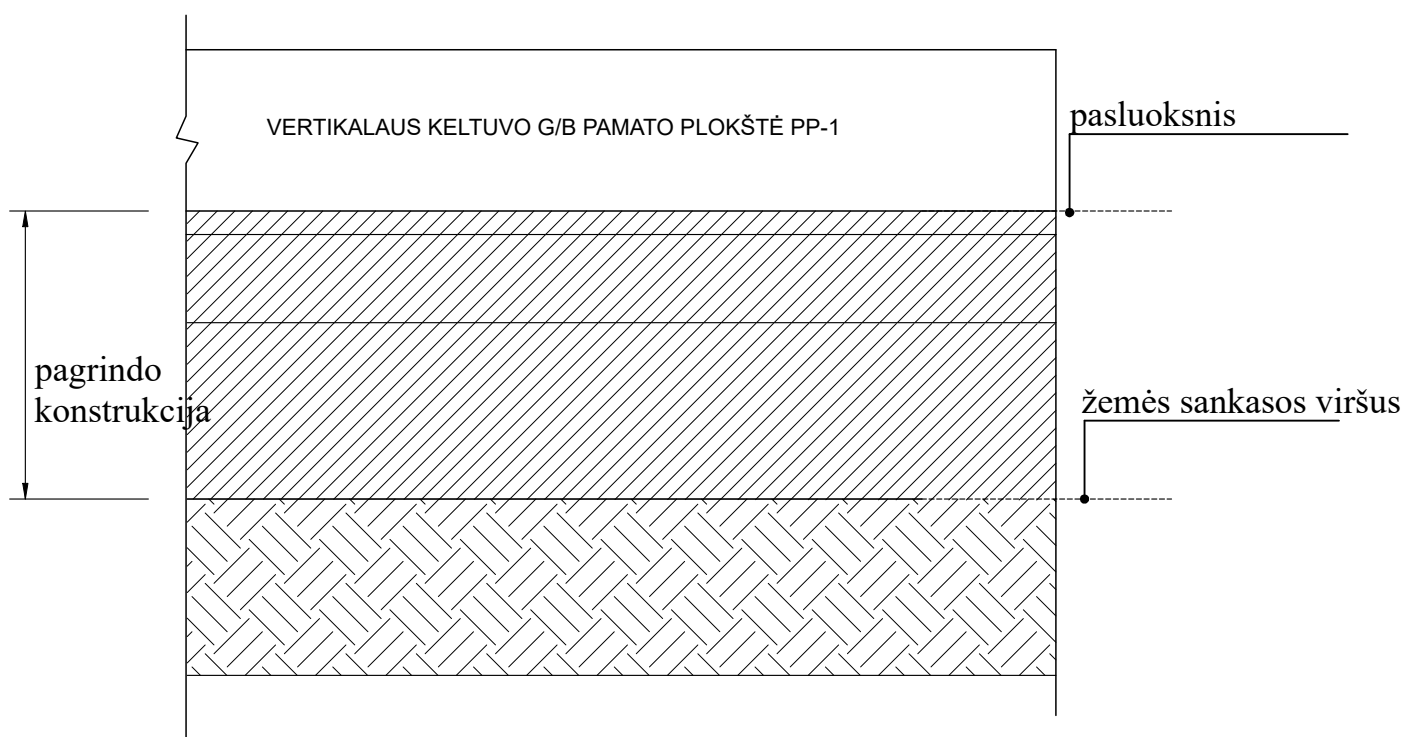 VERTIKALAUS KELTUVO G/B PAMATO PLOKŠTĖ PP-1
pasluoksnis
pagrindo
konstrukcija
žemės sankasos viršus